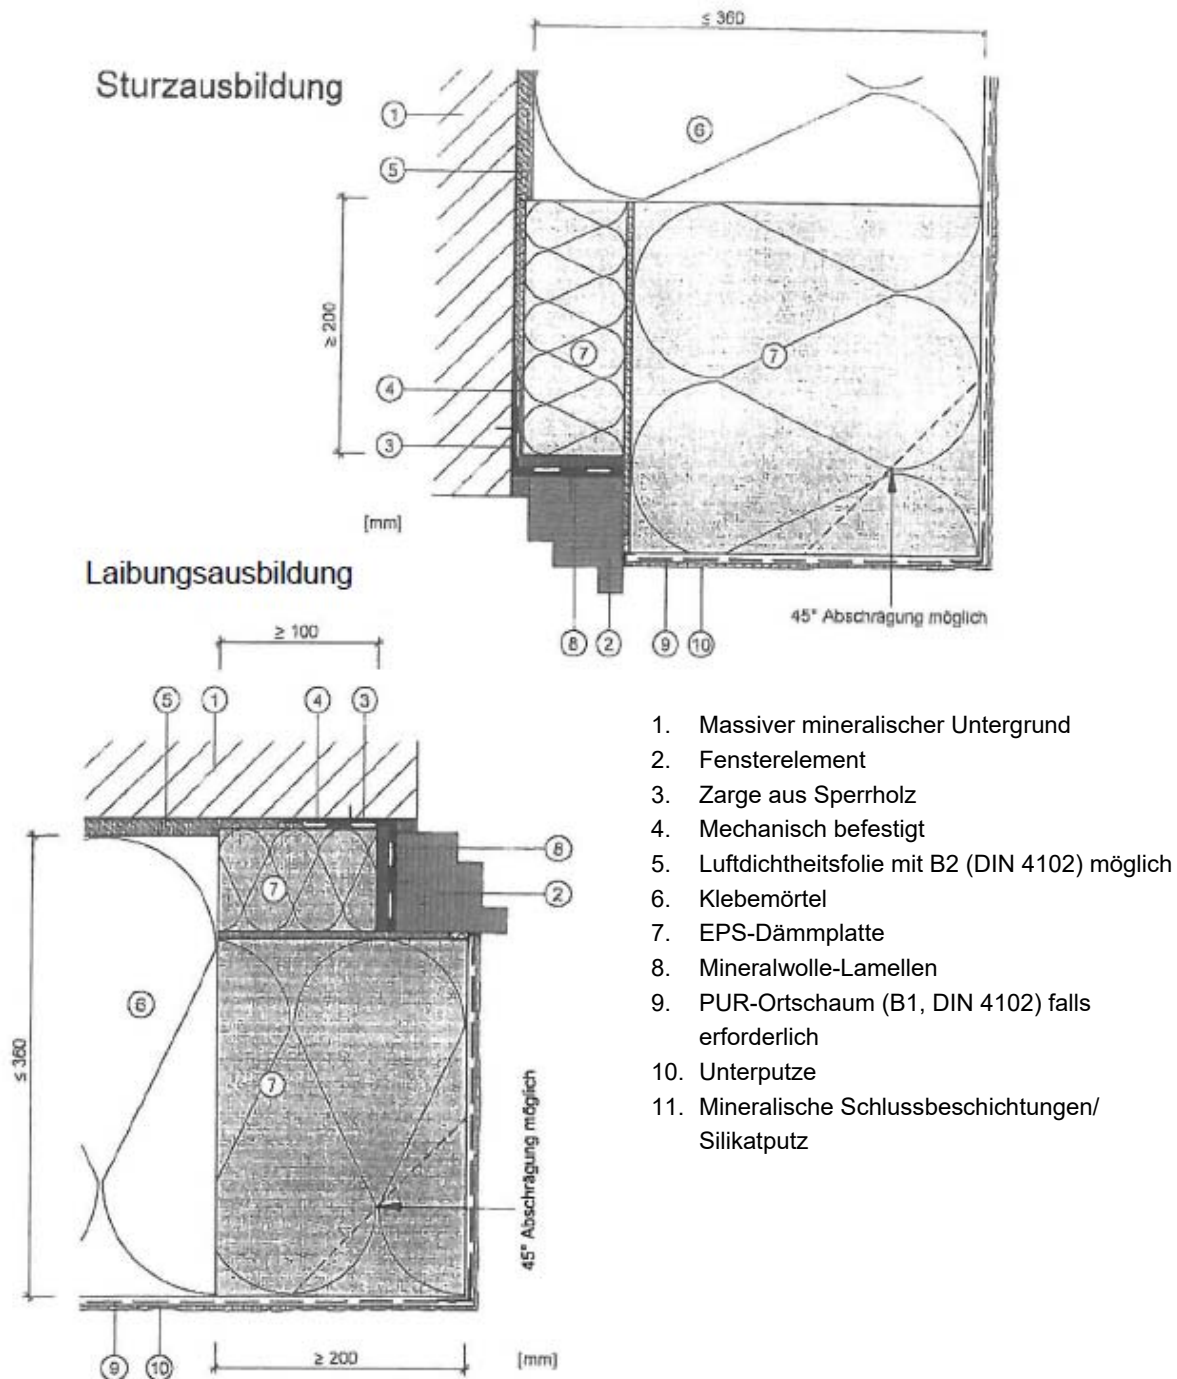 ≤ 360
Sturzausbildung
1
6
5
≥ 200
7
7
4
3
[mm]
Laibungsausbildung
45° Abschrägung möglich
8 2 9 10
≥ 100
5 1 4 3
8
7
2
6
≤ 360
7
45° Abschrägung möglich
≥ 200
[mm]
9 10
1. Massiver mineralischer Untergrund
2. Fensterelement
3. Zarge aus Sperrholz
4. Mechanisch befestigt
5. Luftdichtheitsfolie mit B2 (DIN 4102) möglich
6. Klebemörtel
7. EPS-Dämmplatte
8. Mineralwolle-Lamellen
9. PUR-Ortschaum (B1, DIN 4102) falls
erforderlich
10. Unterputze
11. Mineralische Schlussbeschichtungen/
Silikatputz